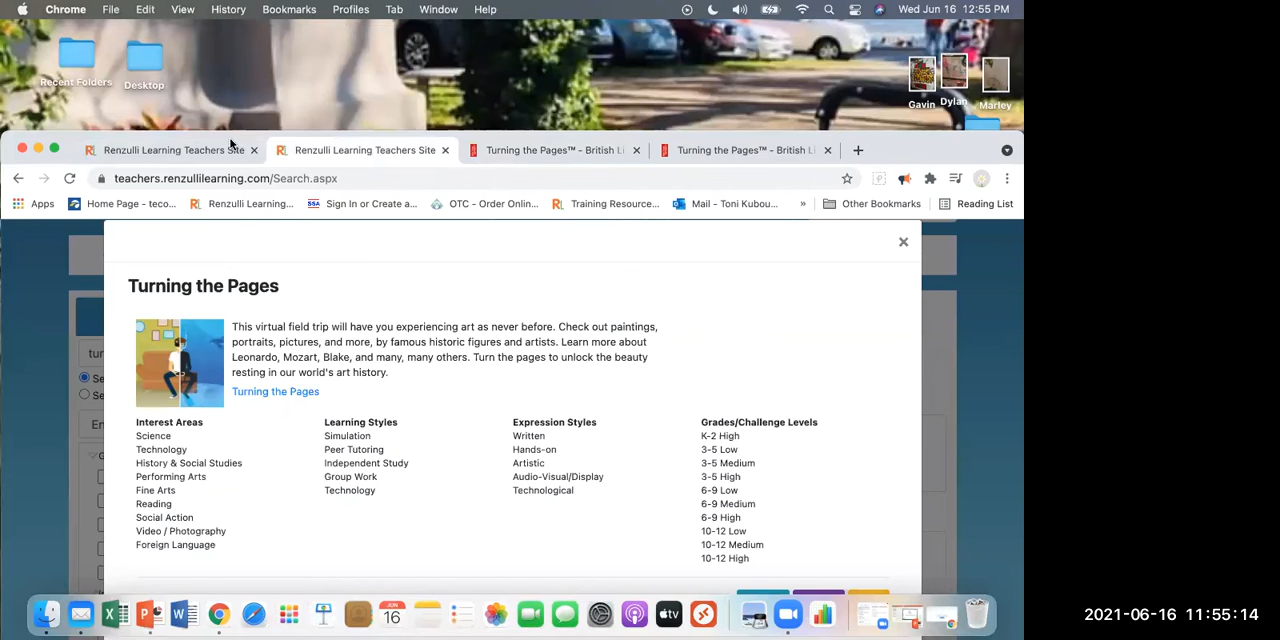 Chrome File Edit View History Bookmarks Profiles Tab Window Help Wed Jun 16 12:55 PM
Recent Folders
Desktop
Gavin Dylan Marley
Renzulli Learning Teachers Site
Renzulli Learning Teachers Site
Turning the Pages™ - British Li
Turning the Pages™ - British Li
teachers.renzullilearning.com/Search.aspx
Apps Home Page - teco... Renzulli Learning... Sign In or Create a... OTC - Order Onlin... Training Resource... Mail - Toni Kubou... » Other Bookmarks Reading List
Turning the Pages
This virtual field trip will have you experiencing art as never before. Check out paintings,
portraits, pictures, and more, by famous historic figures and artists. Learn more about
Leonardo, Mozart, Blake, and many, many others. Turn the pages to unlock the beauty
resting in our world's art history.
Turning the Pages
Interest Areas
Science
Technology
History & Social Studies
Performing Arts
Fine Arts
Reading
Social Action
Video / Photography
Foreign Language
Learning Styles
Simulation
Peer Tutoring
Independent Study
Group Work
Technology
Expression Styles
Written
Hands-on
Artistic
Audio-Visual/Display
Technological
Grades/Challenge Levels
K-2 High
3-5 Low
3-5 Medium
3-5 High
6-9 Low
6-9 Medium
6-9 High
10-12 Low
10-12 Medium
10-12 High
tur
Se
Se
En
JUN
16
tv
2021-06-16 11:55:14